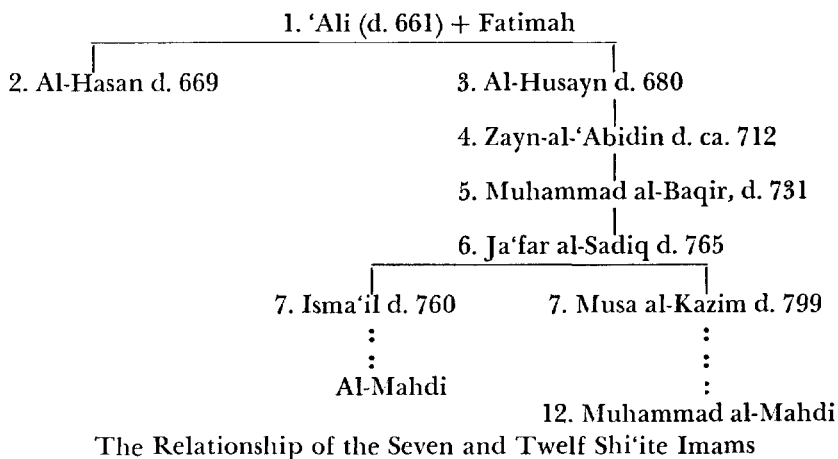 1. ‘Ali (d. 661) + Fatimah
2. Al-Hasan d. 669 3. Al-Husayn d. 680
4. Zayn-al-‘Abidin d. ca. 712
5. Muhammad al-Baqir, d. 731
6. Ja‘far al-Sadiq d. 765
7. Isma‘il d. 760 7. Musa al-Kazim d. 799
Al-Mahdi
12. Muhammad al-Mahdi
The Relationship of the Seven and Twelf Shi‘ite Imams